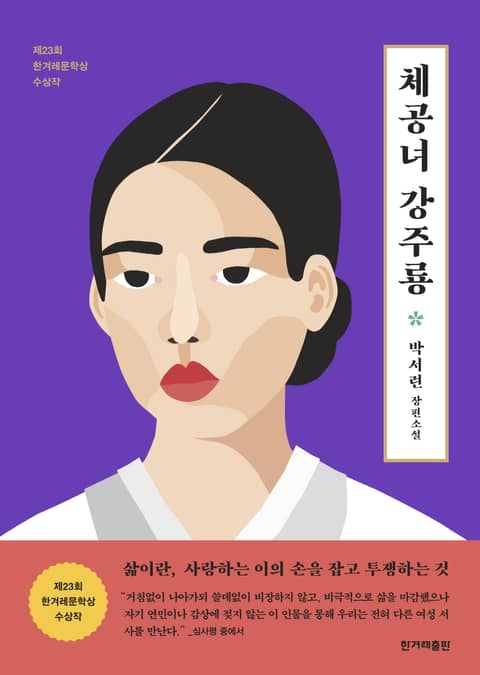 제23회
한겨레문학상
수상작
체공녀 강주룡
박서련 장편소설
삶이란, 사랑하는 이의 손을 잡고 투쟁하는 것
제23회
한겨레문학상
수상작
“거침없이 나아가되 쓸데없이 비장하지 않고, 비극적으로 삶을 마감했으나
자기 연민이나 감상에 젖지 않는 이 인물을 통해 우리는 전혀 다른 여성 서
사를 만난다.” _심사평 중에서
한겨레출판